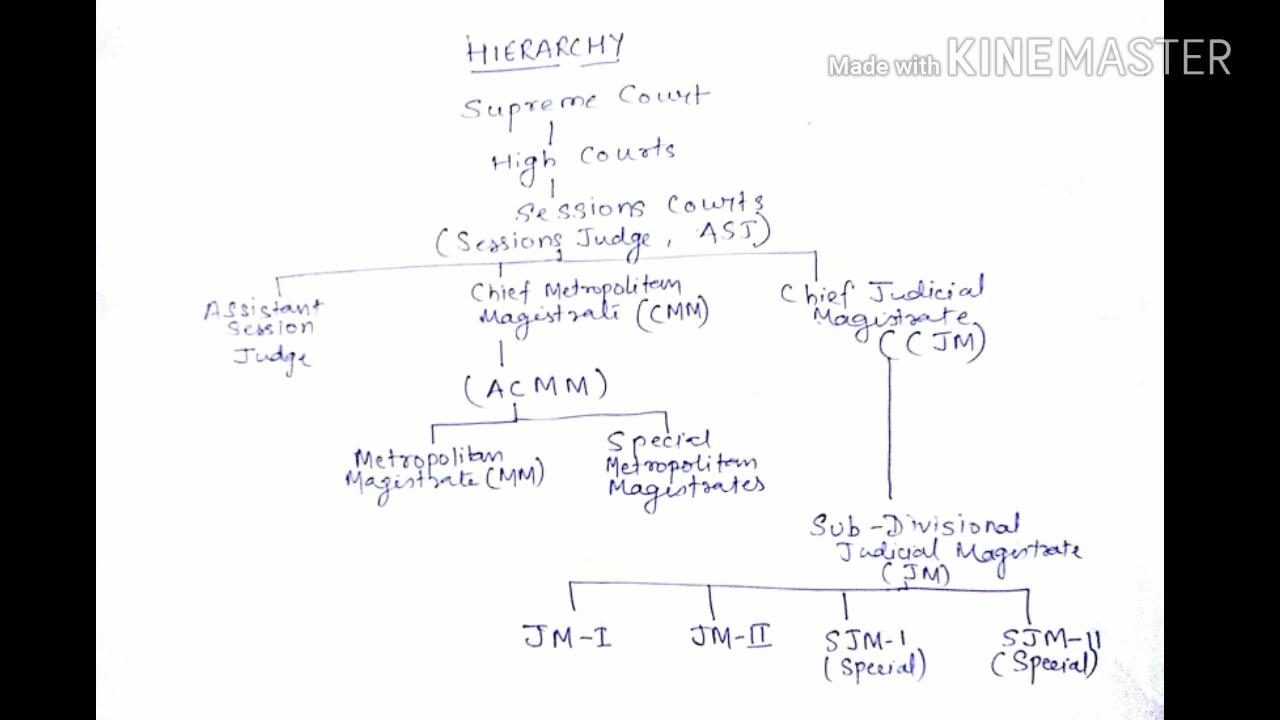 HIERARCHY
Made with KINEMASTER
Supreme Court
High Courts
Sessions Courts
(Sessions Judge, ASJ)
Assistant
Session
Judge
Chief Metropolitan
Magistrate (CMM)
Chief Judicial
Magistrate
(CJM)
(ACMM)
Metropolitan
Magistrate (MM)
Special
Metropolitan
Magistrates
Sub-Divisional
Judicial Magistrate
(JM)
JM-I
JM-II
SJM-I
(Special)
SJM-II
(Special)